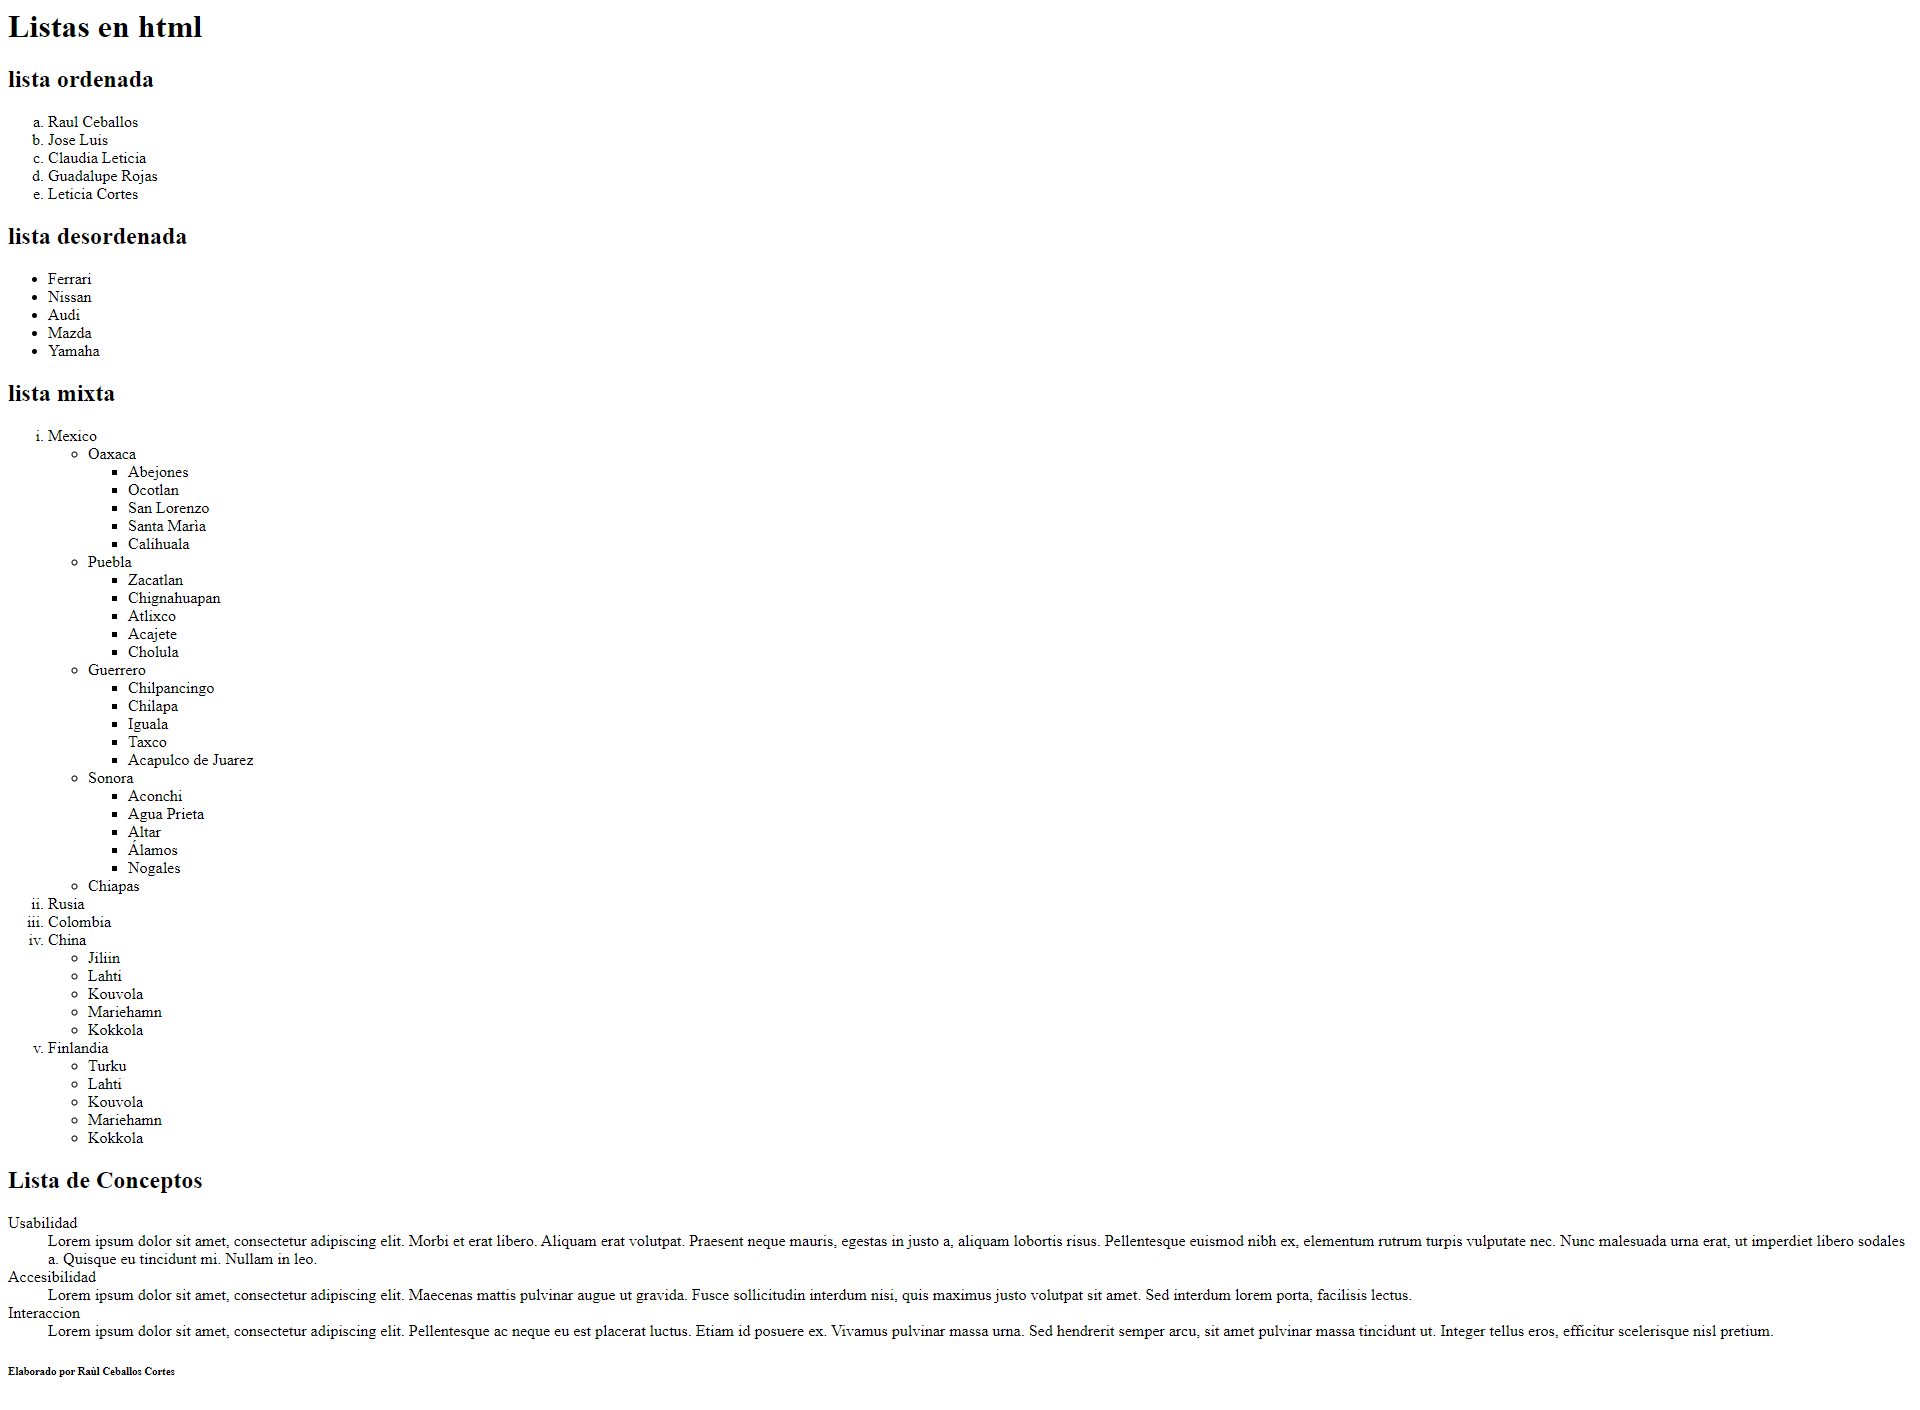 Listas en html
lista ordenada
a. Raul Ceballos
b. Jose Luis
c. Claudia Leticia
d. Guadalupe Rojas
e. Leticia Cortes
lista desordenada
• Ferrari
• Nissan
• Audi
• Mazda
• Yamaha
lista mixta
i. Mexico
◦ Oaxaca
▪ Abejones
▪ Ocotlan
▪ San Lorenzo
▪ Santa Marìa
▪ Calihuala
◦ Puebla
▪ Zacatlan
▪ Chignahuapan
▪ Atlixco
▪ Acajete
▪ Cholula
◦ Guerrero
▪ Chilpancingo
▪ Chilapa
▪ Iguala
▪ Taxco
▪ Acapulco de Juarez
◦ Sonora
▪ Aconchi
▪ Agua Prieta
▪ Altar
▪ Álamos
▪ Nogales
◦ Chiapas
ii. Rusia
iii. Colombia
iv. China
◦ Jiliin
◦ Lahti
◦ Kouvola
◦ Mariehamn
◦ Kokkola
v. Finlandia
◦ Turku
◦ Lahti
◦ Kouvola
◦ Mariehamn
◦ Kokkola
Lista de Conceptos
Usabilidad
Lorem ipsum dolor sit amet, consectetur adipiscing elit. Morbi et erat libero. Aliquam erat volutpat. Praesent neque mauris, egestas in justo a, aliquam lobortis risus. Pellentesque euismod nibh ex, elementum rutrum turpis vulputate nec. Nunc malesuada urna erat, ut imperdiet libero sodales
a. Quisque eu tincidunt mi. Nullam in leo.
Accesibilidad
Lorem ipsum dolor sit amet, consectetur adipiscing elit. Maecenas mattis pulvinar augue ut gravida. Fusce sollicitudin interdum nisi, quis maximus justo volutpat sit amet. Sed interdum lorem porta, facilisis lectus.
Interaccion
Lorem ipsum dolor sit amet, consectetur adipiscing elit. Pellentesque ac neque eu est placerat luctus. Etiam id posuere ex. Vivamus pulvinar massa urna. Sed hendrerit semper arcu, sit amet pulvinar massa tincidunt ut. Integer tellus eros, efficitur scelerisque nisl pretium.
Elaborado por Raùl Ceballos Cortes